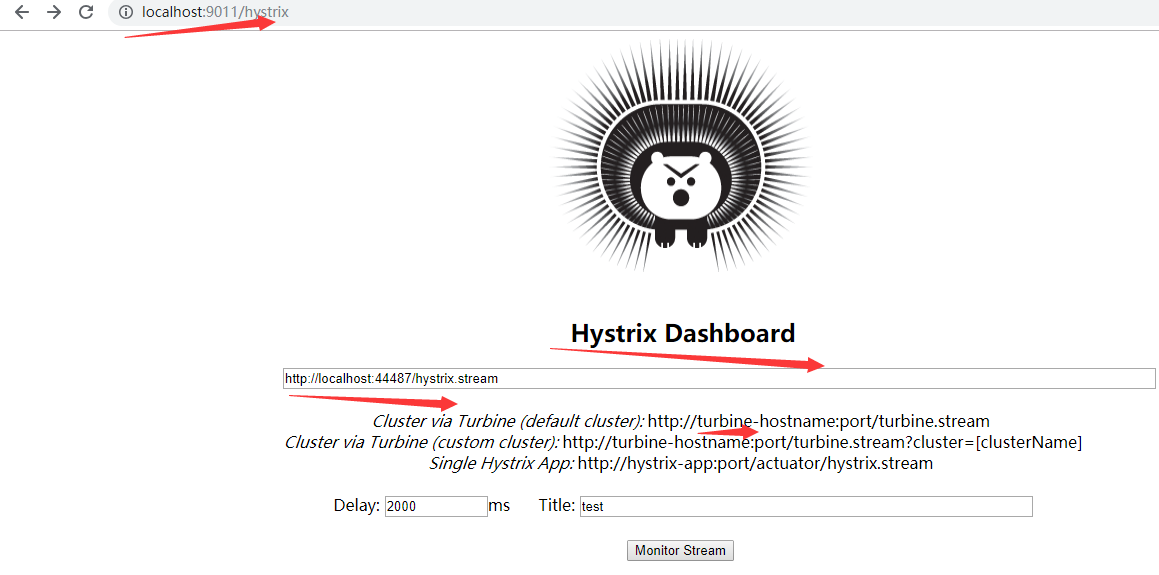 localhost:9011/hystrix
Hystrix Dashboard
http://localhost:44487/hystrix.stream
Cluster via Turbine (default cluster): http://turbine-hostname:port/turbine.stream
Cluster via Turbine (custom cluster): http://turbine-hostname:port/turbine.stream?cluster=[clusterName]
Single Hystrix App: http://hystrix-app:port/actuator/hystrix.stream
Delay: 2000 ms Title: test
Monitor Stream